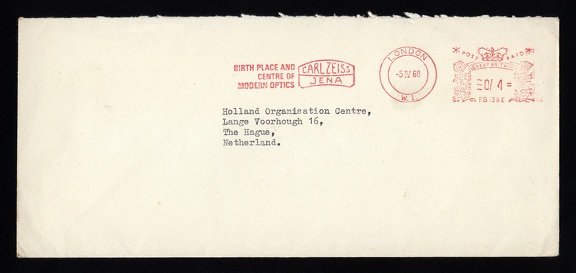 BIRTH PLACE AND
CENTRE OF
MODERN OPTICS
CARL ZEISS
JENA
LONDON
W.1.
POST PAID
GREAT BRITAIN
0/4
Holland Organisation Centre,
Lange Voorhough 16,
The Hague,
Netherland.